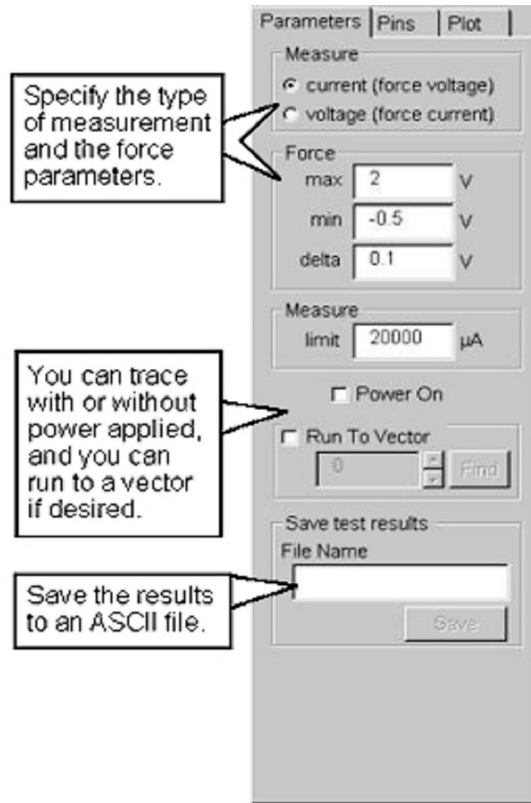 Parameters Pins Plot
Measure
current (force voltage)
voltage (force current)
Specify the type
of measurement
and the force
parameters.
Force
max 2 V
min -0.5 V
delta 0.1 V
Measure
limit 20000 µA
Power On
You can trace
with or without
power applied,
and you can
run to a vector
if desired.
Run To Vector
0 Find
Save test results
File Name
Save the results
to an ASCII file.
Save